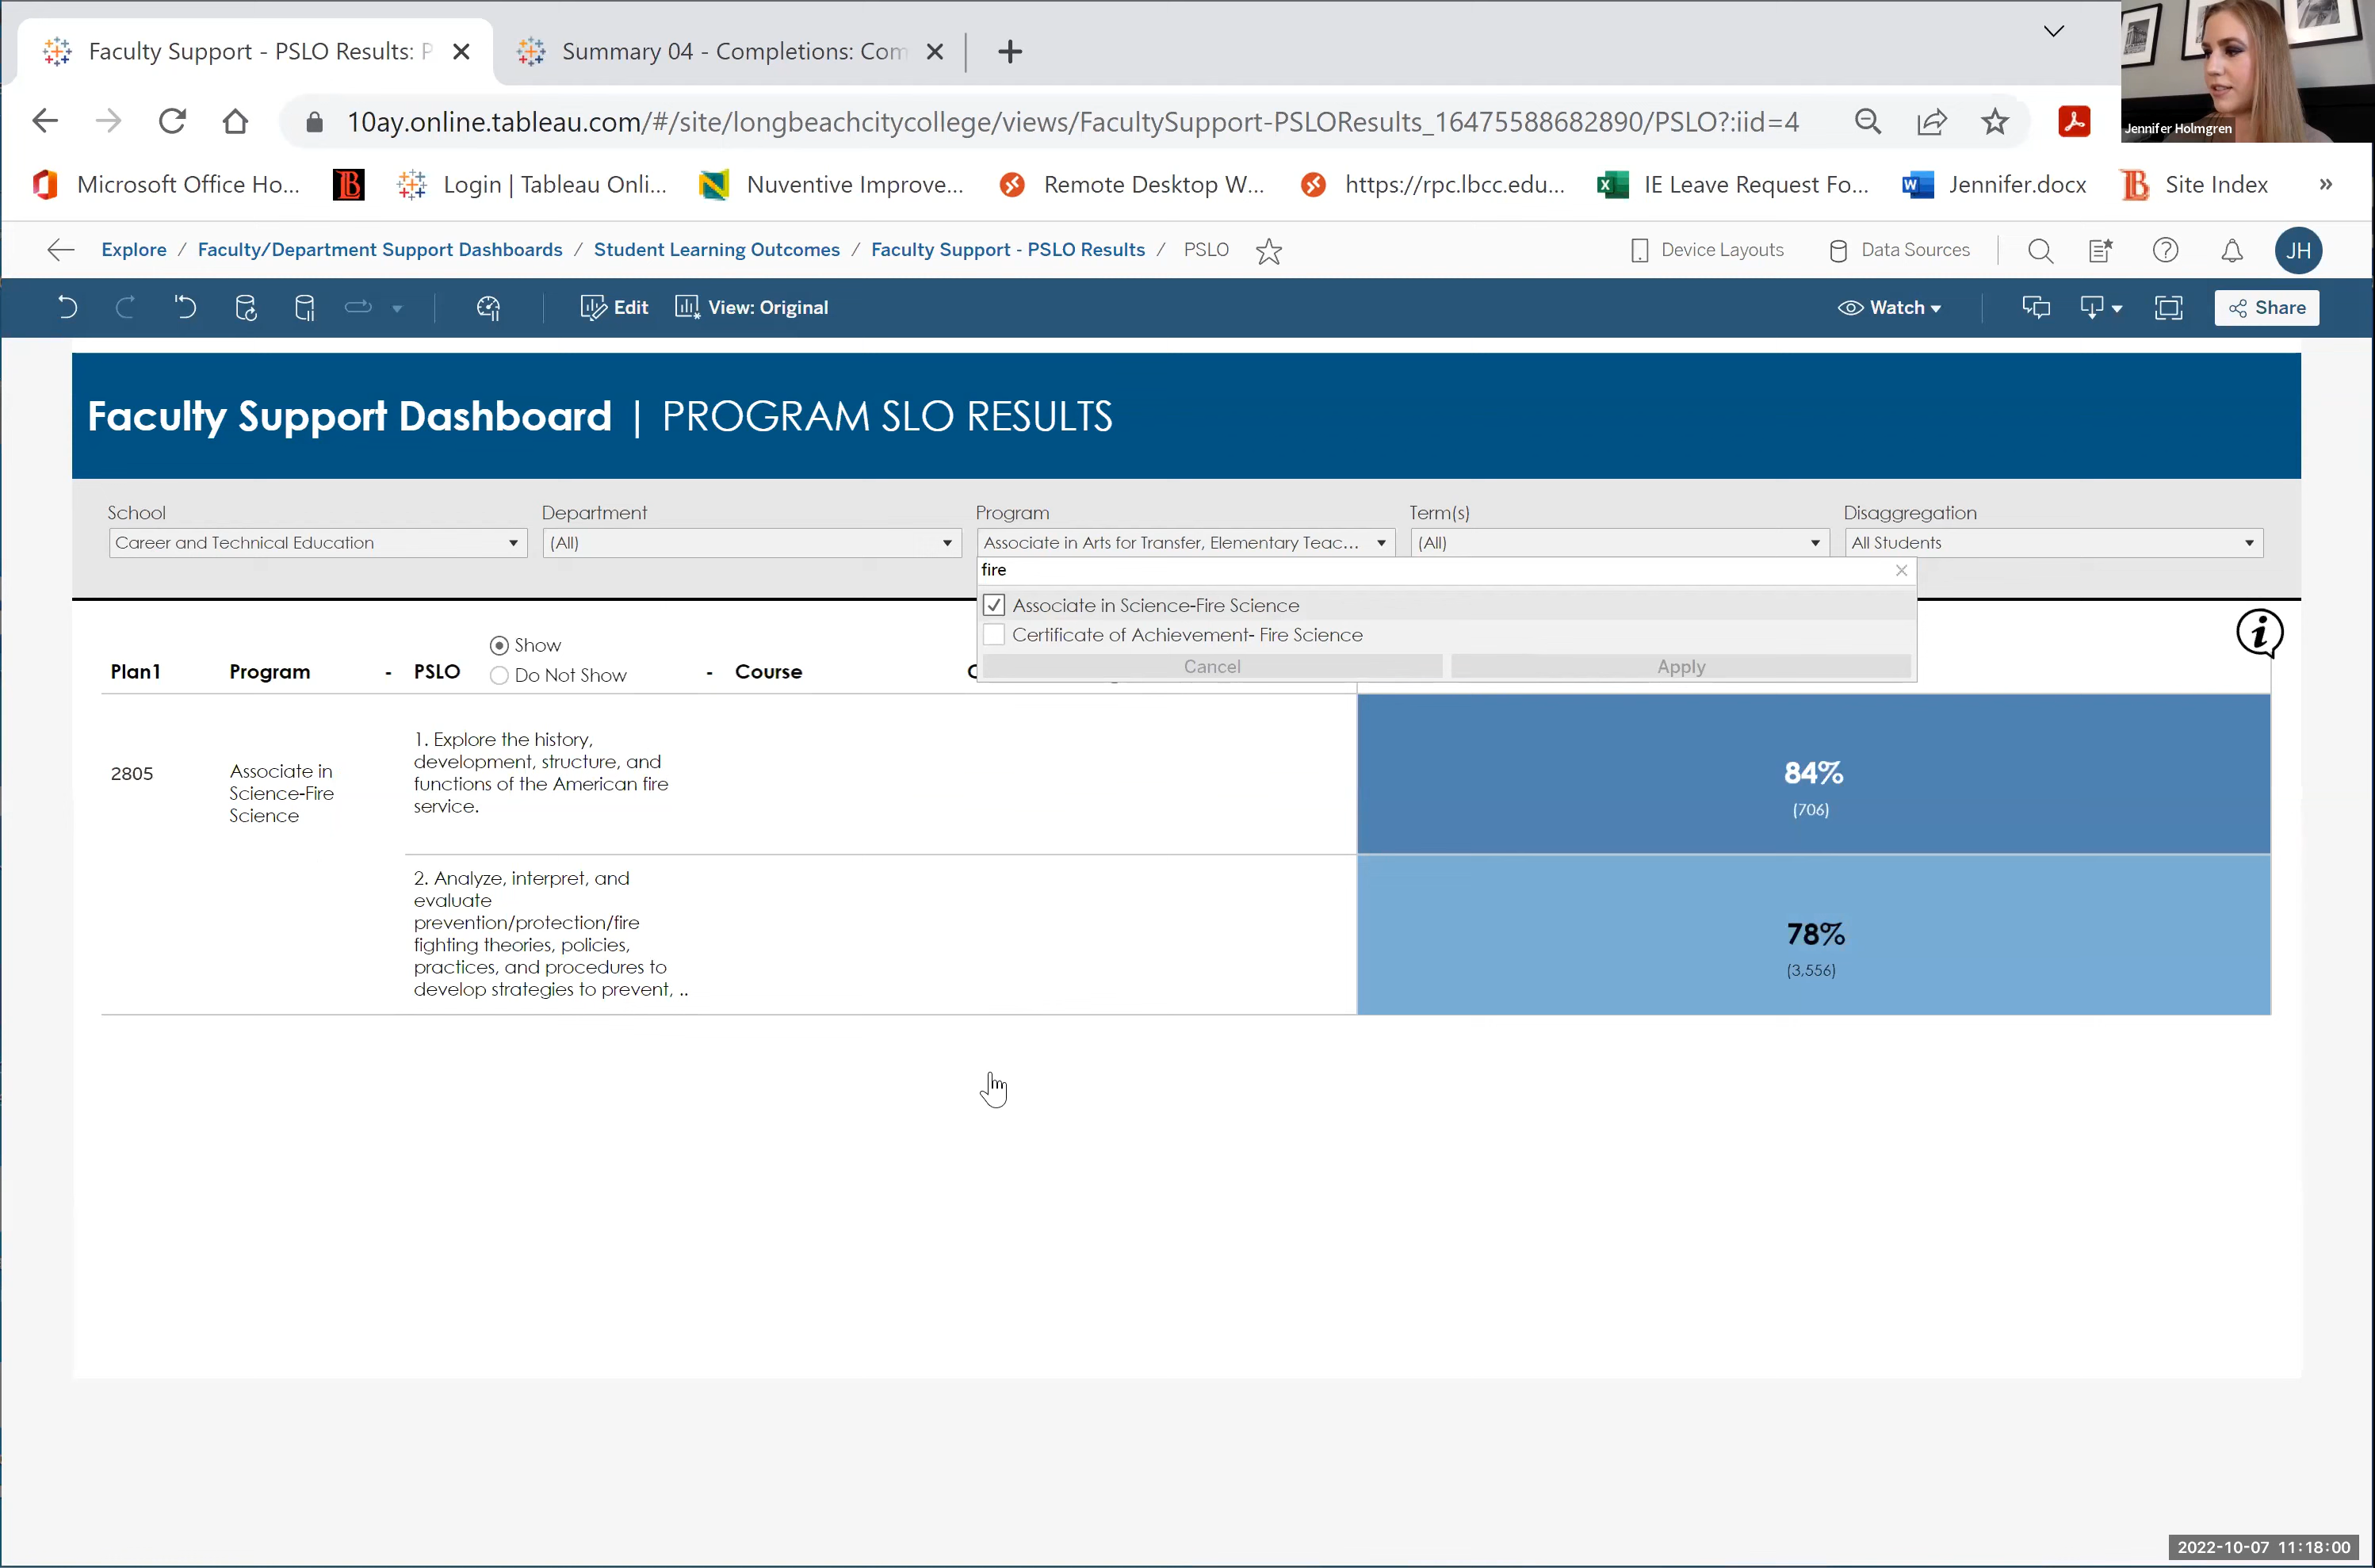 Faculty Support - PSLO Results: P
Summary 04 - Completions: Com
10ay.online.tableau.com/#/site/longbeachcitycollege/views/FacultySupport-PSLOResults_16475588682890/PSLO?:iid=4
Jennifer Holmgren
Microsoft Office Ho...
Login | Tableau Onli...
Nuventive Improve...
Remote Desktop W...
https://rpc.lbcc.edu...
IE Leave Request Fo...
Jennifer.docx
Site Index
»
Explore / Faculty/Department Support Dashboards / Student Learning Outcomes / Faculty Support - PSLO Results / PSLO
Device Layouts
Data Sources
JH
Edit
View: Original
Watch
Share
Faculty Support Dashboard | PROGRAM SLO RESULTS
School
Department
Program
Term(s)
Disaggregation
Career and Technical Education
(All)
Associate in Arts for Transfer, Elementary Teac...
(All)
All Students
fire
Associate in Science-Fire Science
Certificate of Achievement- Fire Science
Cancel
Apply
Show
Do Not Show
Plan1
Program
-
PSLO
-
Course
2805
Associate in
Science-Fire
Science
1. Explore the history,
development, structure, and
functions of the American fire
service.
84%
(706)
2. Analyze, interpret, and
evaluate
prevention/protection/fire
fighting theories, policies,
practices, and procedures to
develop strategies to prevent, ..
78%
(3,556)
2022-10-07 11:18:00